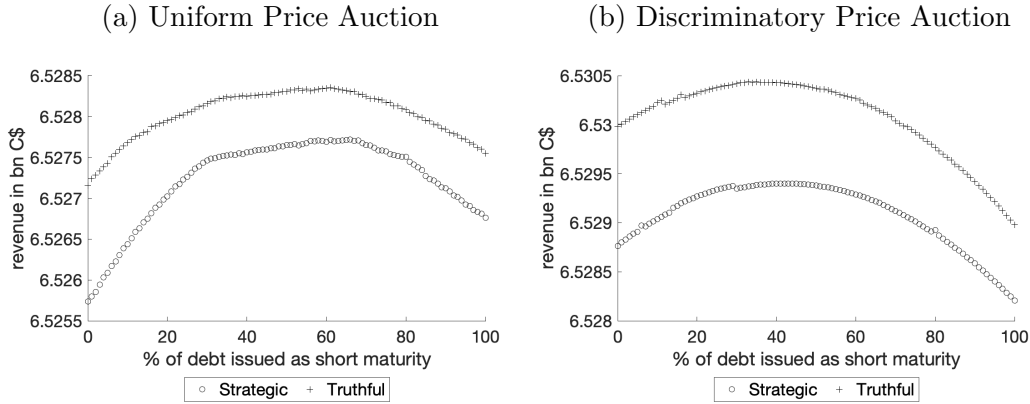 (a) Uniform Price Auction
6.5285
6.528
6.5275
6.527
6.5265
6.526
6.5255
revenue in bn C$
0 20 40 60 80 100
% of debt issued as short maturity
Strategic Truthful
(b) Discriminatory Price Auction
6.5305
6.53
6.5295
6.529
6.5285
6.528
revenue in bn C$
0 20 40 60 80 100
% of debt issued as short maturity
Strategic Truthful